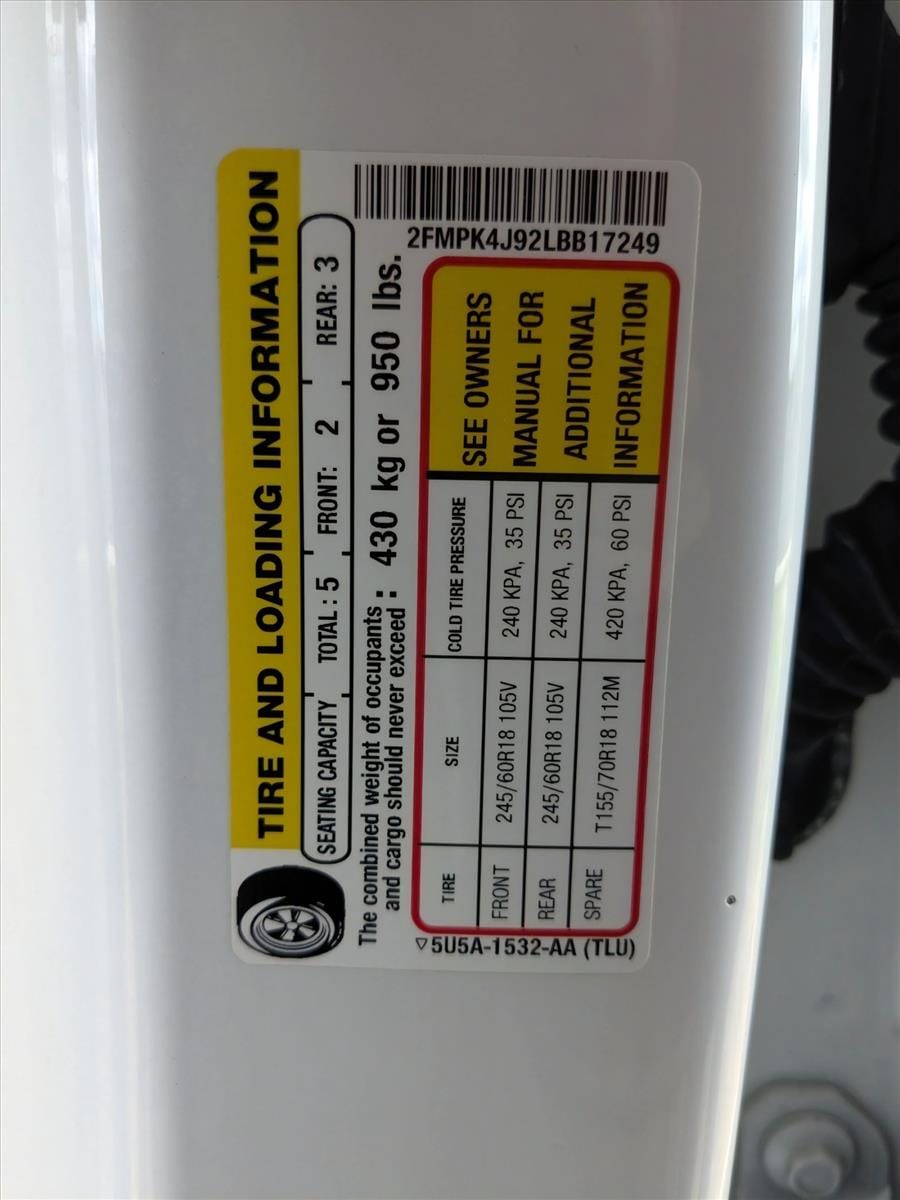 TIRE AND LOADING INFORMATION
SEATING CAPACITY TOTAL : 5 FRONT: 2 REAR: 3
The combined weight of occupants
and cargo should never exceed : 430 kg or 950 lbs.
TIRE SIZE COLD TIRE PRESSURE
FRONT 245/60R18 105V 240 KPA, 35 PSI
REAR 245/60R18 105V 240 KPA, 35 PSI
SPARE T155/70R18 112M 420 KPA, 60 PSI
SEE OWNERS
MANUAL FOR
ADDITIONAL
INFORMATION
5U5A-1532-AA (TLU)
2FMPK4J92LBB17249